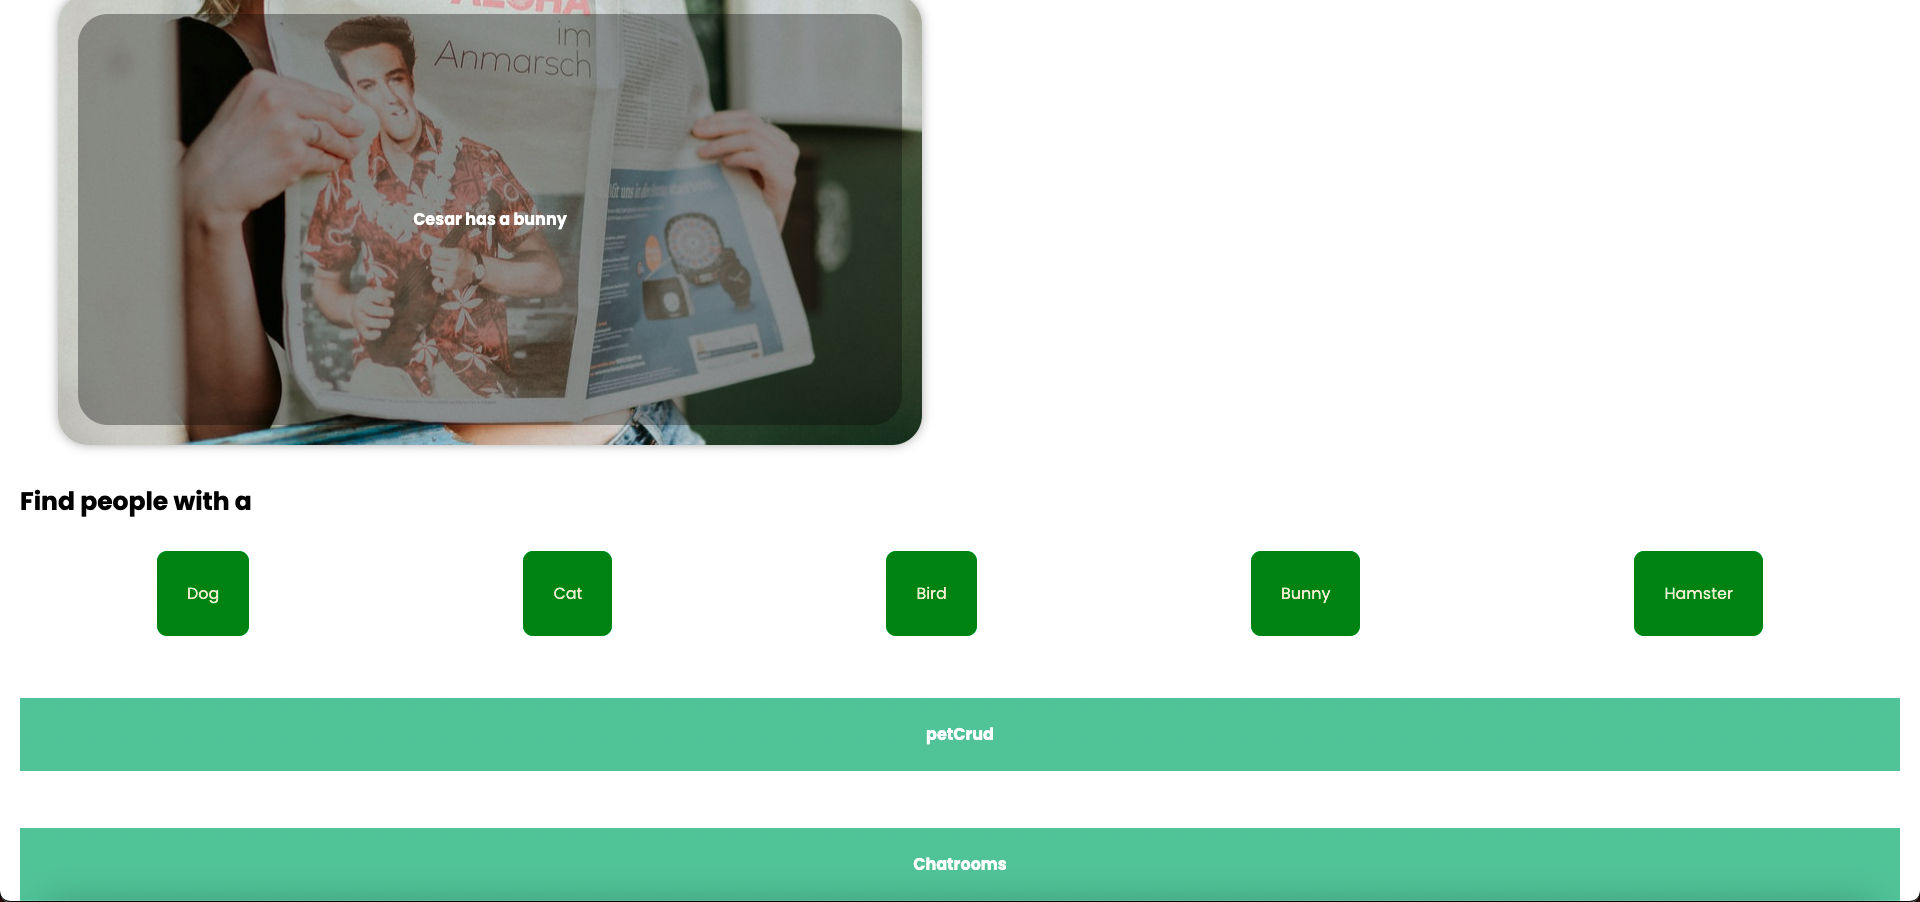 ALOHA
im
Anmarsch
Cesar has a bunny
Find people with a
Dog
Cat
Bird
Bunny
Hamster
petCrud
Chatrooms